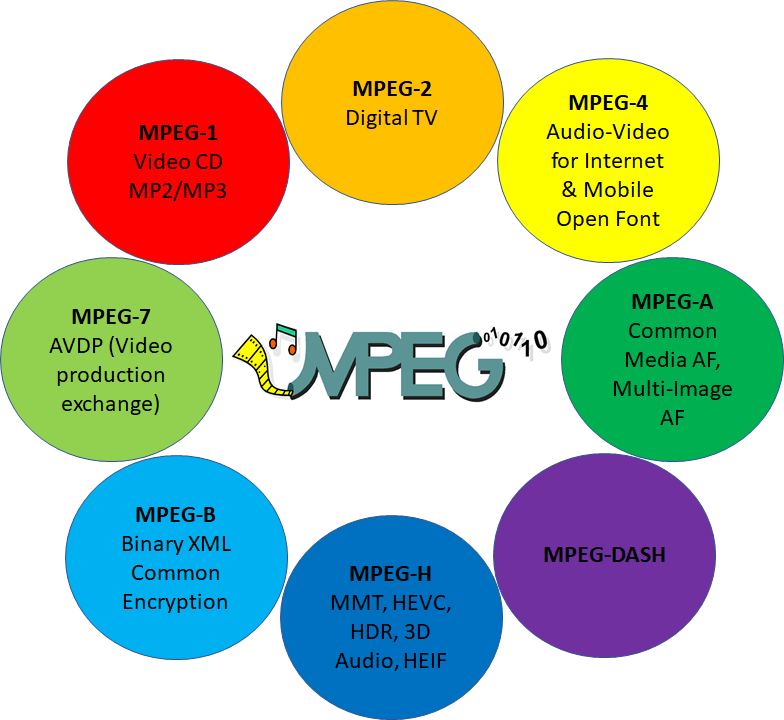 MPEG-2
Digital TV
MPEG-1
Video CD
MP2/MP3
MPEG-4
Audio-Video
for Internet
& Mobile
Open Font
MPEG-7
AVDP (Video
production
exchange)
MPEG
010110
MPEG-A
Common
Media AF,
Multi-Image
AF
MPEG-B
Binary XML
Common
Encryption
MPEG-H
MMT, HEVC,
HDR, 3D
Audio, HEIF
MPEG-DASH